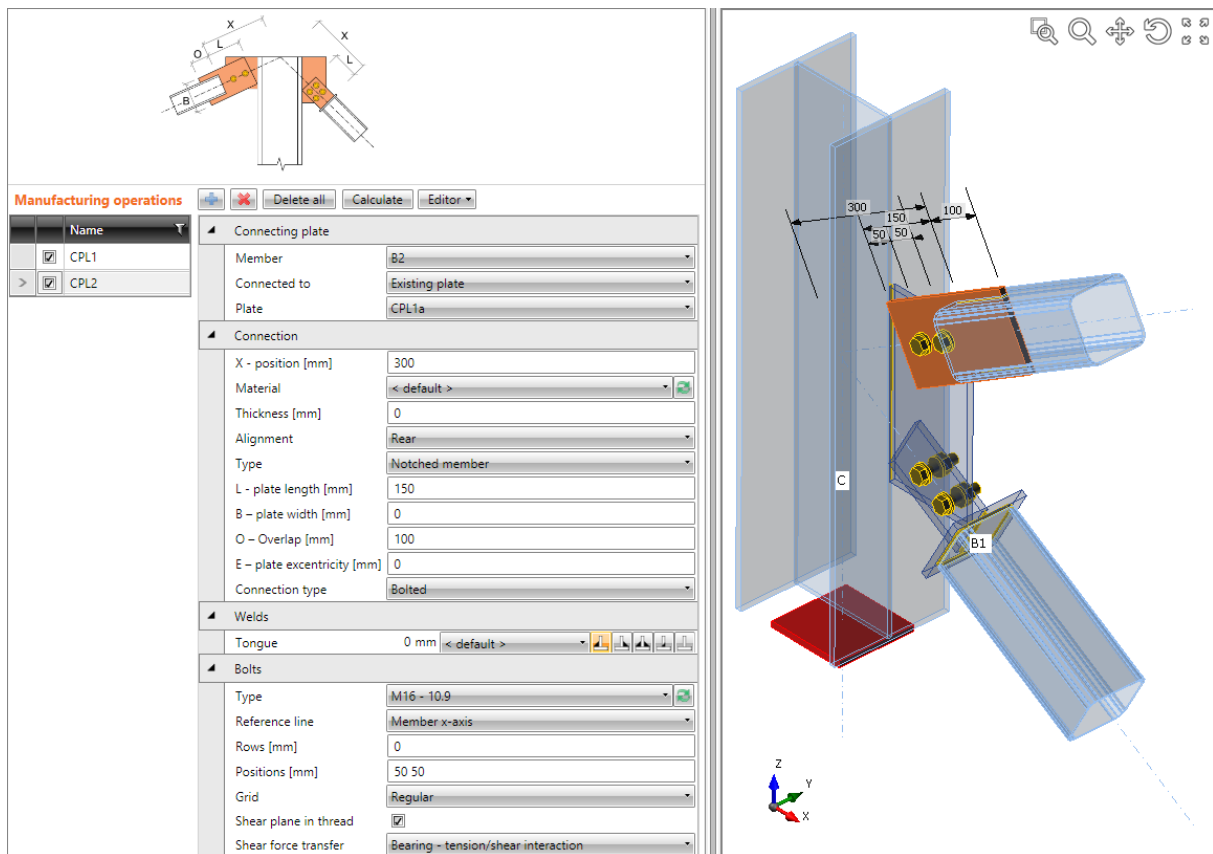 X
X
O
L
L
B
Manufacturing operations
Delete all
Calculate
Editor
Name
CPL1
CPL2
>
Connecting plate
Member B2
Connected to Existing plate
Plate CPL1a
Connection
X - position [mm] 300
Material < default >
Thickness [mm] 0
Alignment Rear
Type Notched member
L - plate length [mm] 150
B – plate width [mm] 0
O – Overlap [mm] 100
E – plate excentricity [mm] 0
Connection type Bolted
Welds
Tongue 0 mm < default >
Bolts
Type M16 - 10.9
Reference line Member x-axis
Rows [mm] 0
Positions [mm] 50 50
Grid Regular
Shear plane in thread
Shear force transfer Bearing - tension/shear interaction
300
150
100
50
50
C
B1
Z
Y
X